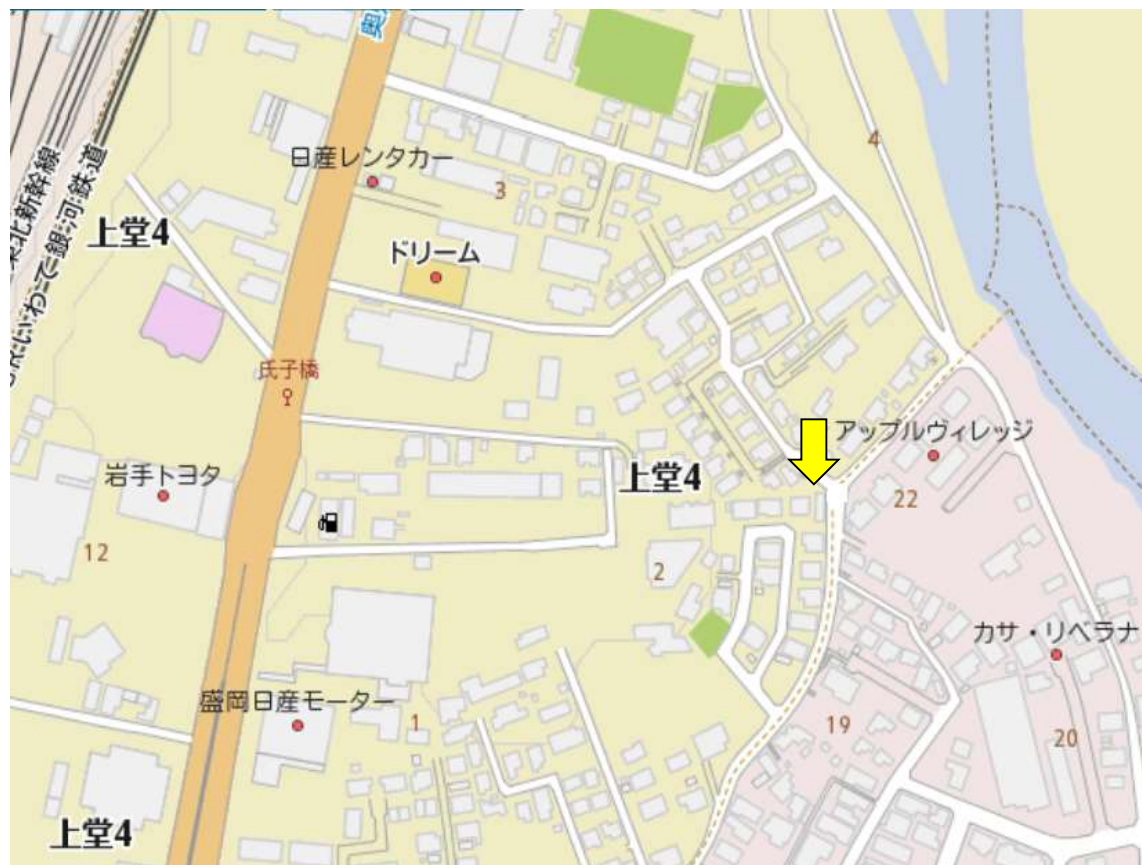 奥
東北新幹線
いわて銀河鉄道
日産レンタカー
3
4
上堂4
ドリーム
氏子橋
アップルヴィレッジ
岩手トヨタ
上堂4
22
12
2
カサ・リベラナ
盛岡日産モーター
1
19
20
上堂4